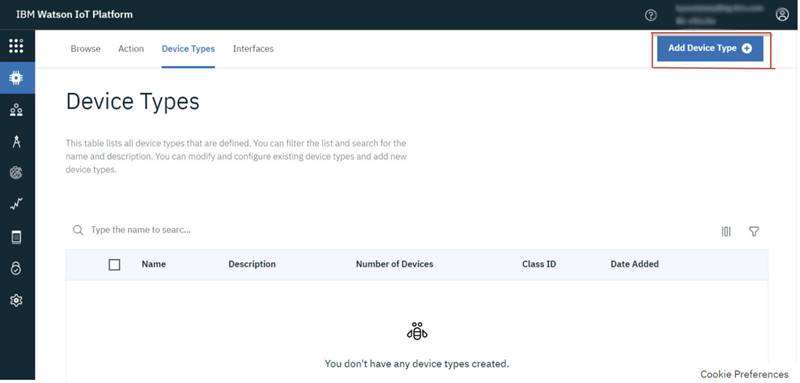 IBM Watson IoT Platform
Browse Action Device Types Interfaces
Add Device Type
Device Types
This table lists all device types that are defined. You can filter the list and search for the
name and description. You can modify and configure existing device types and add new
device types.
Type the name to searc...
Name Description Number of Devices Class ID Date Added
You don't have any device types created.
Cookie Preferences